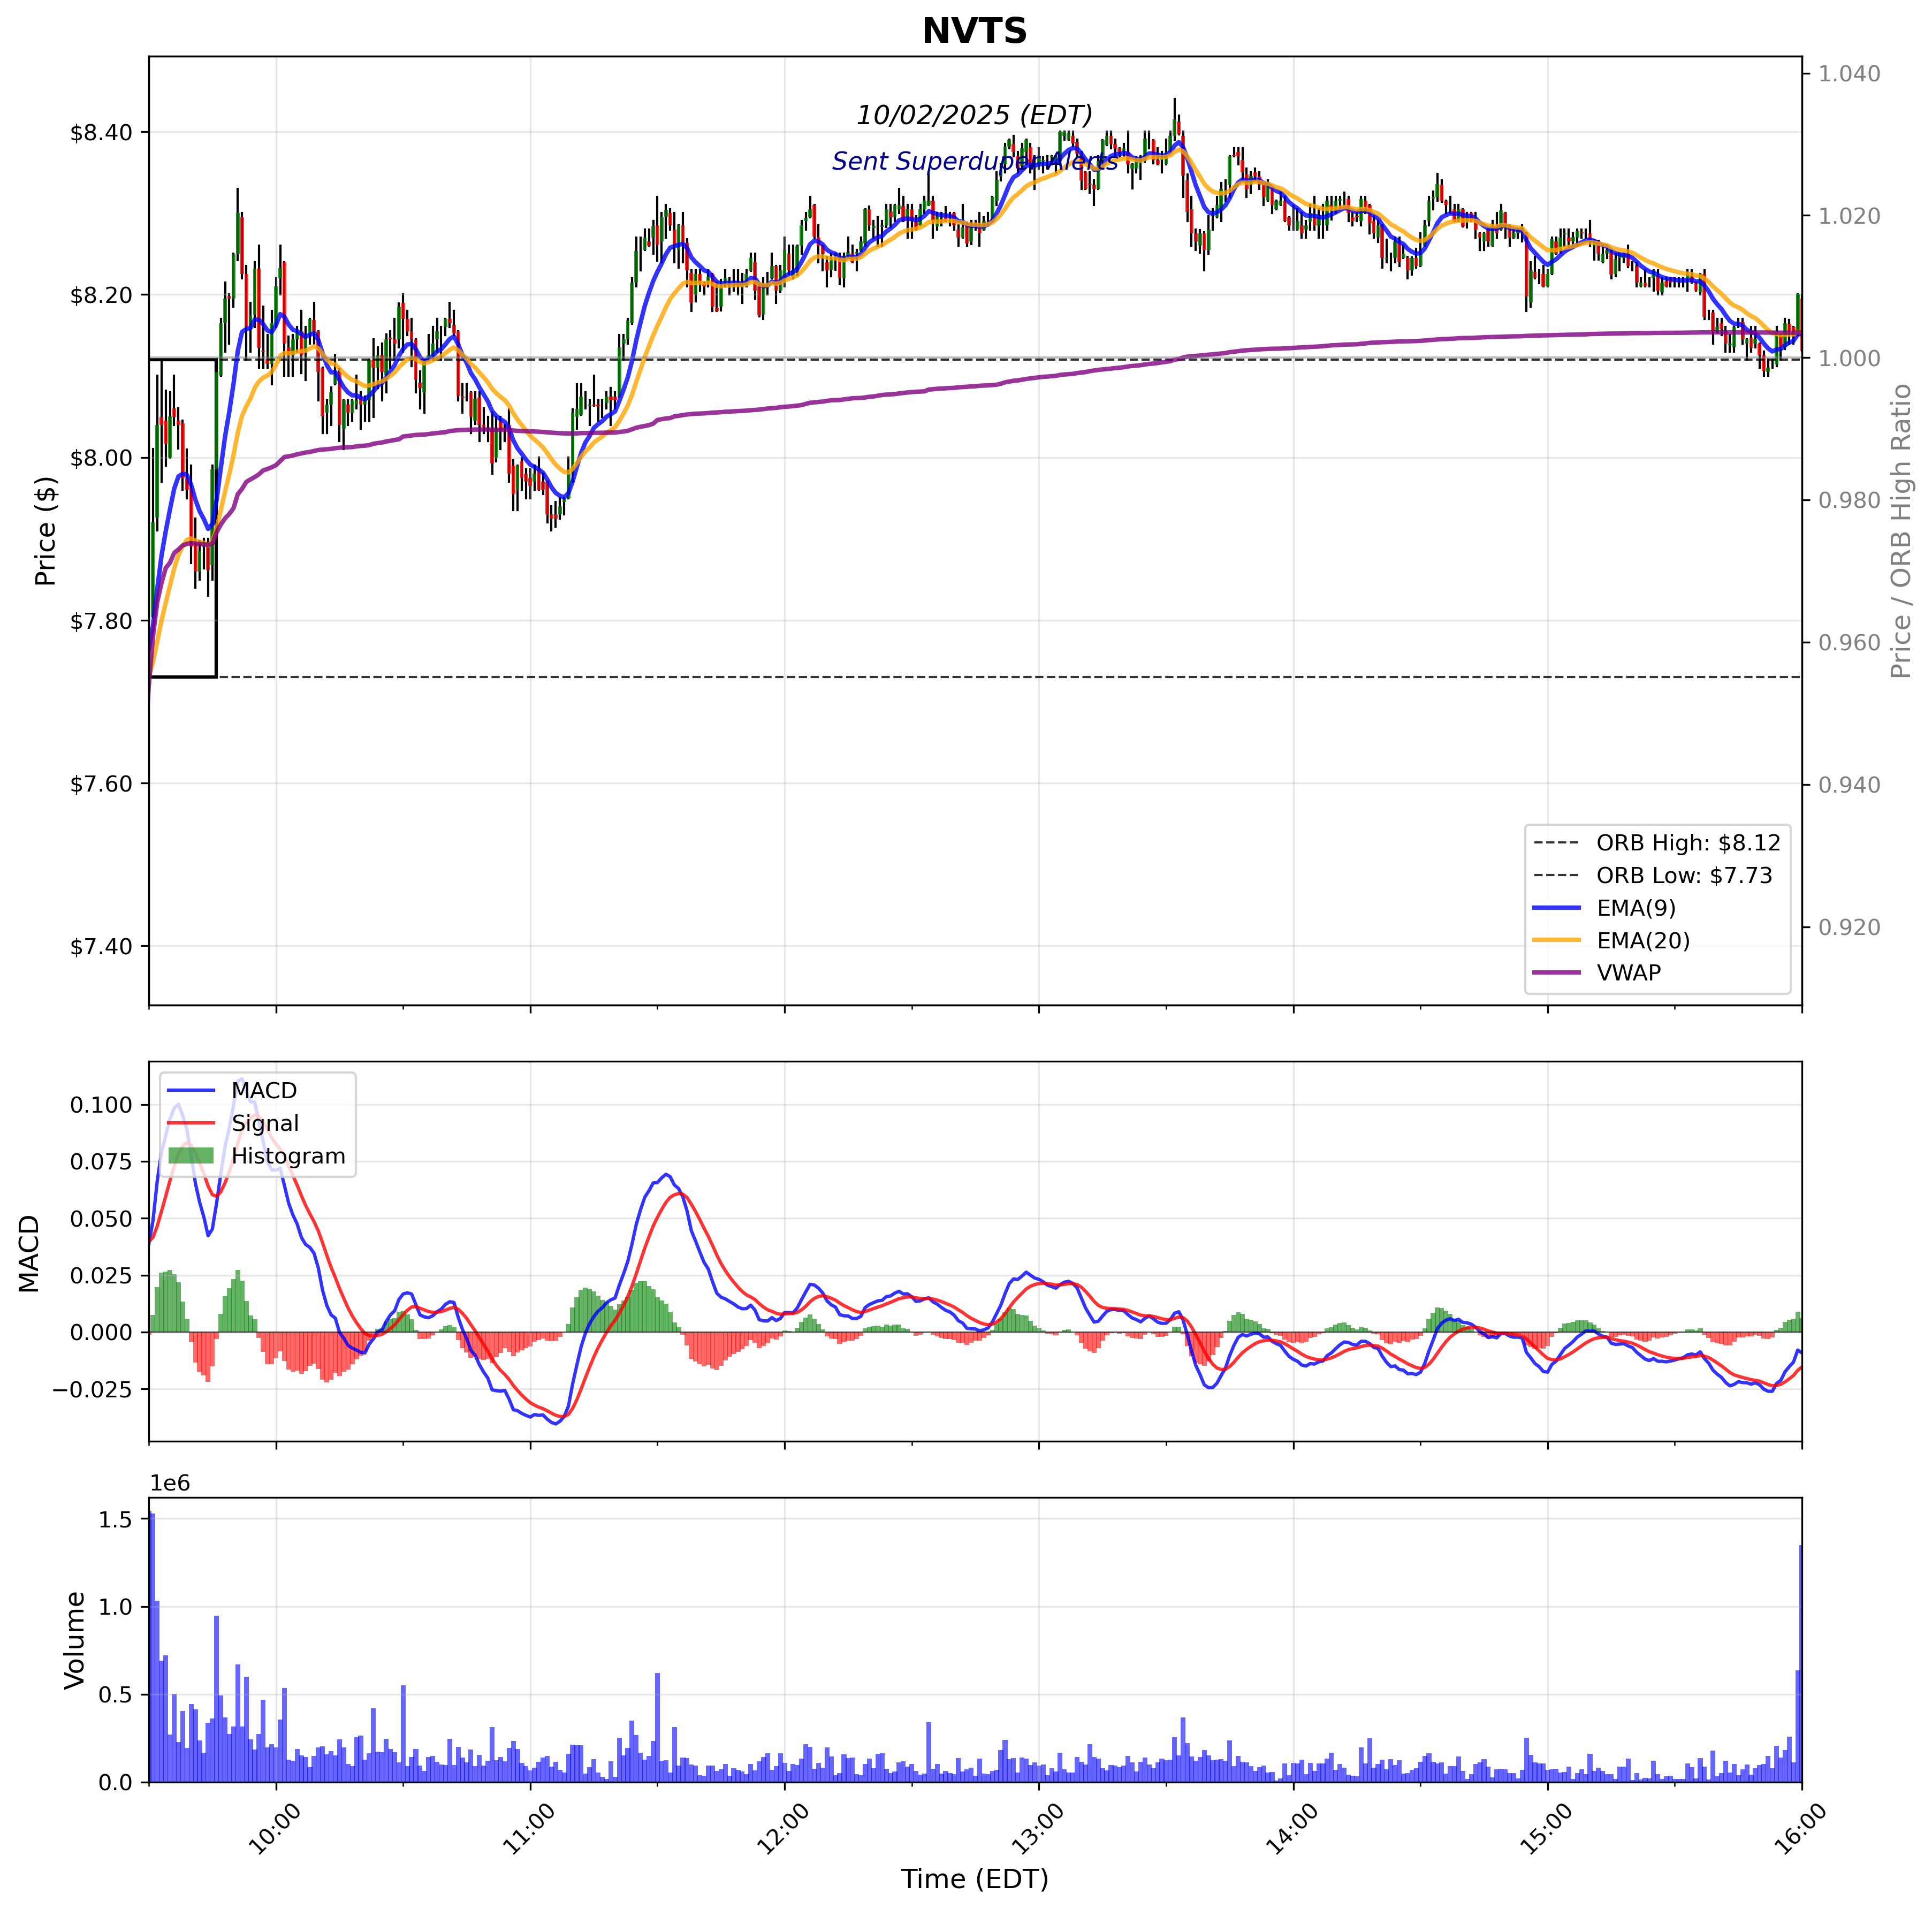 NVTS
10/02/2025 (EDT)
Sent Superduper Alerts
$8.40
$8.20
$8.00
$7.80
$7.60
$7.40
Price ($)
1.040
1.020
1.000
0.980
0.960
0.940
0.920
Price / ORB High Ratio
ORB High: $8.12
ORB Low: $7.73
EMA(9)
EMA(20)
VWAP
MACD
Signal
Histogram
0.100
0.075
0.050
0.025
0.000
−0.025
MACD
1e6
1.5
1.0
0.5
0.0
Volume
10:00
11:00
12:00
13:00
14:00
15:00
16:00
Time (EDT)